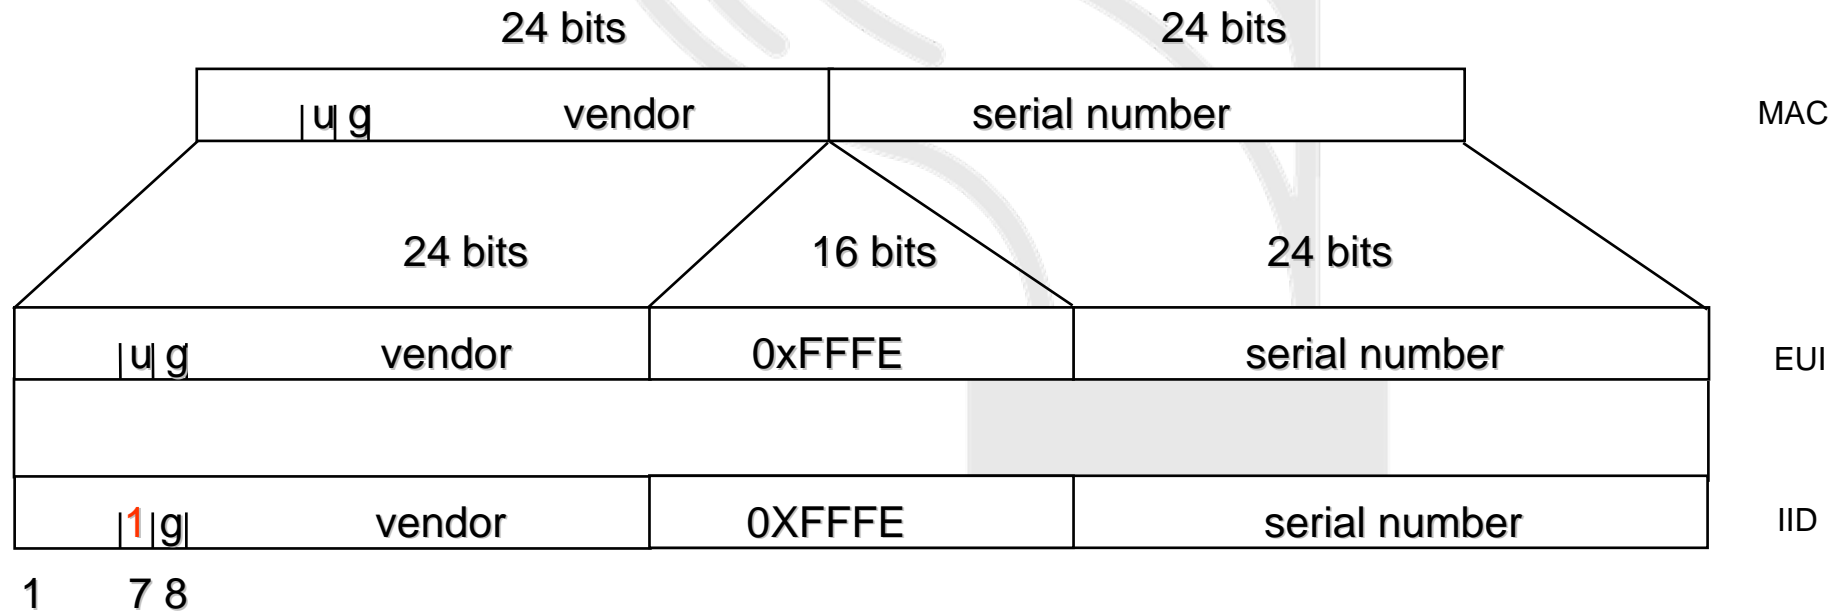 24 bits 24 bits
u g vendor serial number MAC
24 bits 16 bits 24 bits
u g vendor 0xFFFE serial number EUI
1 g vendor 0XFFFE serial number IID
1 7 8